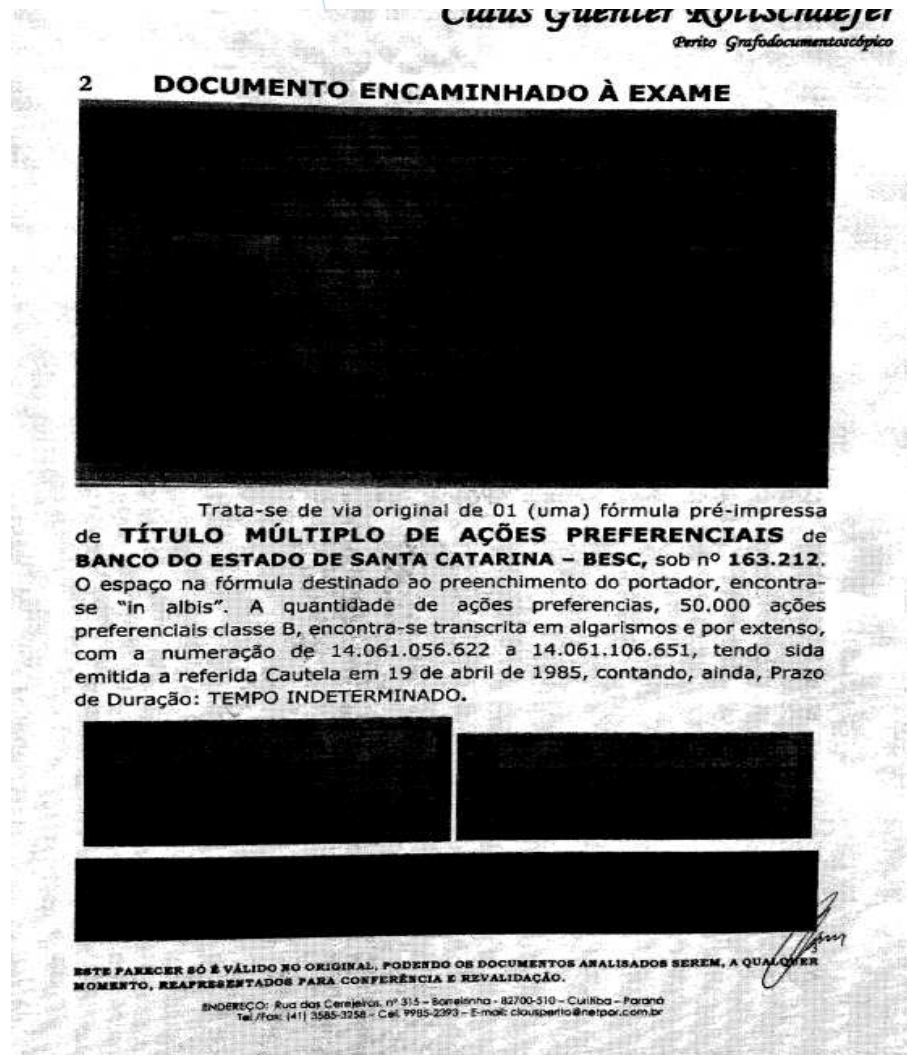 Claus Guenter Rottschaefer
Perito Grafodocumentoscópico
2 DOCUMENTO ENCAMINHADO À EXAME
Trata-se de via original de 01 (uma) fórmula pré-impressa
de TÍTULO MÚLTIPLO DE AÇÕES PREFERENCIAIS de
BANCO DO ESTADO DE SANTA CATARINA – BESC, sob nº 163.212.
O espaço na fórmula destinado ao preenchimento do portador, encontra-
se "in albis". A quantidade de ações preferencias, 50.000 ações
preferenciais classe B, encontra-se transcrita em algarismos e por extenso,
com a numeração de 14.061.056.622 a 14.061.106.651, tendo sida
emitida a referida Cautela em 19 de abril de 1985, contando, ainda, Prazo
de Duração: TEMPO INDETERMINADO.
ESTE PARECER SÓ É VÁLIDO NO ORIGINAL, PODENDO OS DOCUMENTOS ANALISADOS SEREM, A QUALQUER
MOMENTO, REAPRESENTADOS PARA CONFERÊNCIA E REVALIDAÇÃO.
ENDEREÇO: Rua das Cerejeiras, nº 315 – Barreirinha - 82700-510 – Curitiba – Paraná
Tel./Fax: (41) 3585-3258 – Cel. 9985-2393 – E-mail: clausperito@netpar.com.br